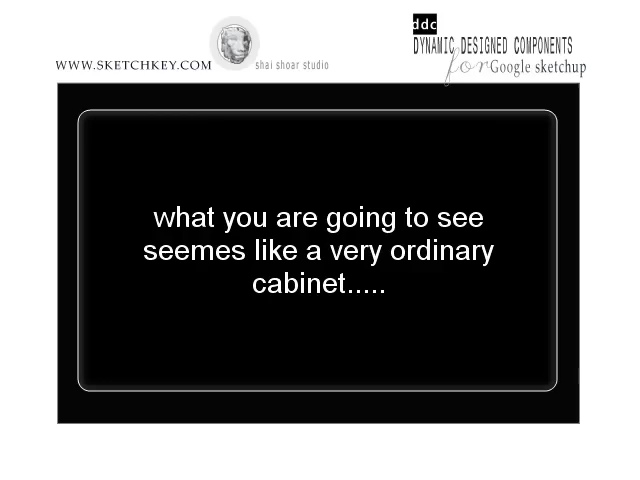 ddc
WWW.SKETCHKEY.COM shai shoar studio
DYNAMIC DESIGNED COMPONENTS
for Google sketchup
what you are going to see
seemes like a very ordinary
cabinet.....